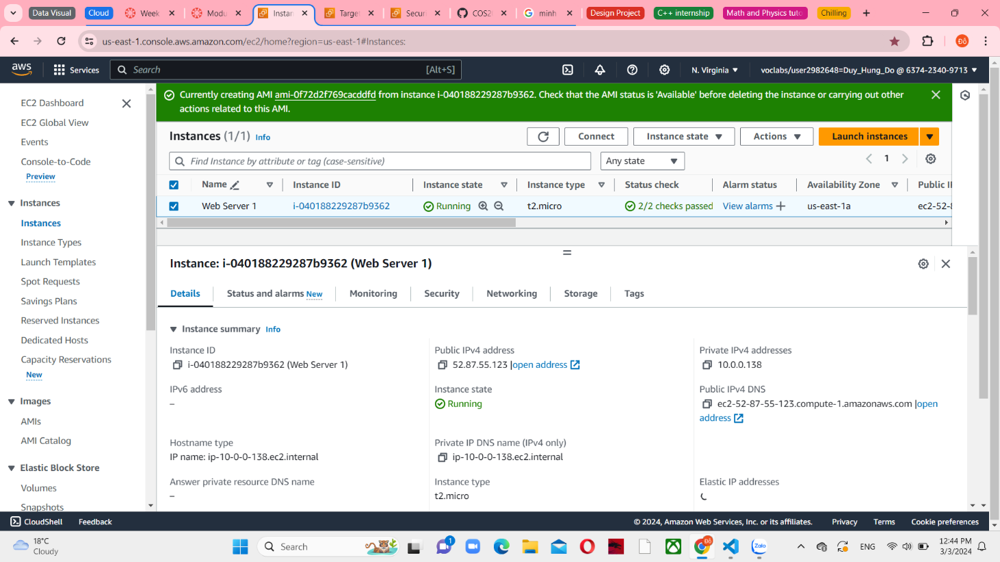 Data Visual
Cloud
Week
Modu
Instan
Target
Securi
COS20
minh
Design Project
C++ internship
Math and Physics tuto
Chilling
us-east-1.console.aws.amazon.com/ec2/home?region=us-east-1#Instances:
aws
Services
Search
[Alt+S]
N. Virginia
voclabs/user2982648=Duy_Hung_Do @ 6374-2340-9713
EC2 Dashboard
EC2 Global View
Events
Console-to-Code
Preview
Instances
Instances
Instance Types
Launch Templates
Spot Requests
Savings Plans
Reserved Instances
Dedicated Hosts
Capacity Reservations
New
Images
AMIs
AMI Catalog
Elastic Block Store
Volumes
Snapshots
Currently creating AMI ami-0f72d2f769cacddfd from instance i-040188229287b9362. Check that the AMI status is 'Available' before deleting the instance or carrying out other
actions related to this AMI.
Instances (1/1) Info
Connect
Instance state
Actions
Launch instances
Find Instance by attribute or tag (case-sensitive)
Any state
1
Name
Instance ID
Instance state
Instance type
Status check
Alarm status
Availability Zone
Public I
Web Server 1
i-040188229287b9362
Running
t2.micro
2/2 checks passed
View alarms
us-east-1a
ec2-52-8
Instance: i-040188229287b9362 (Web Server 1)
Details
Status and alarms New
Monitoring
Security
Networking
Storage
Tags
Instance summary Info
Instance ID
i-040188229287b9362 (Web Server 1)
Public IPv4 address
52.87.55.123 |open address
Private IPv4 addresses
10.0.0.138
IPv6 address
–
Instance state
Running
Public IPv4 DNS
ec2-52-87-55-123.compute-1.amazonaws.com |open
address
Hostname type
IP name: ip-10-0-0-138.ec2.internal
Private IP DNS name (IPv4 only)
ip-10-0-0-138.ec2.internal
Answer private resource DNS name
–
Instance type
t2.micro
Elastic IP addresses
CloudShell
Feedback
© 2024, Amazon Web Services, Inc. or its affiliates.
Privacy
Terms
Cookie preferences
18°C
Cloudy
Search
1
Đỗ
Zalo
ENG
12:44 PM
3/3/2024